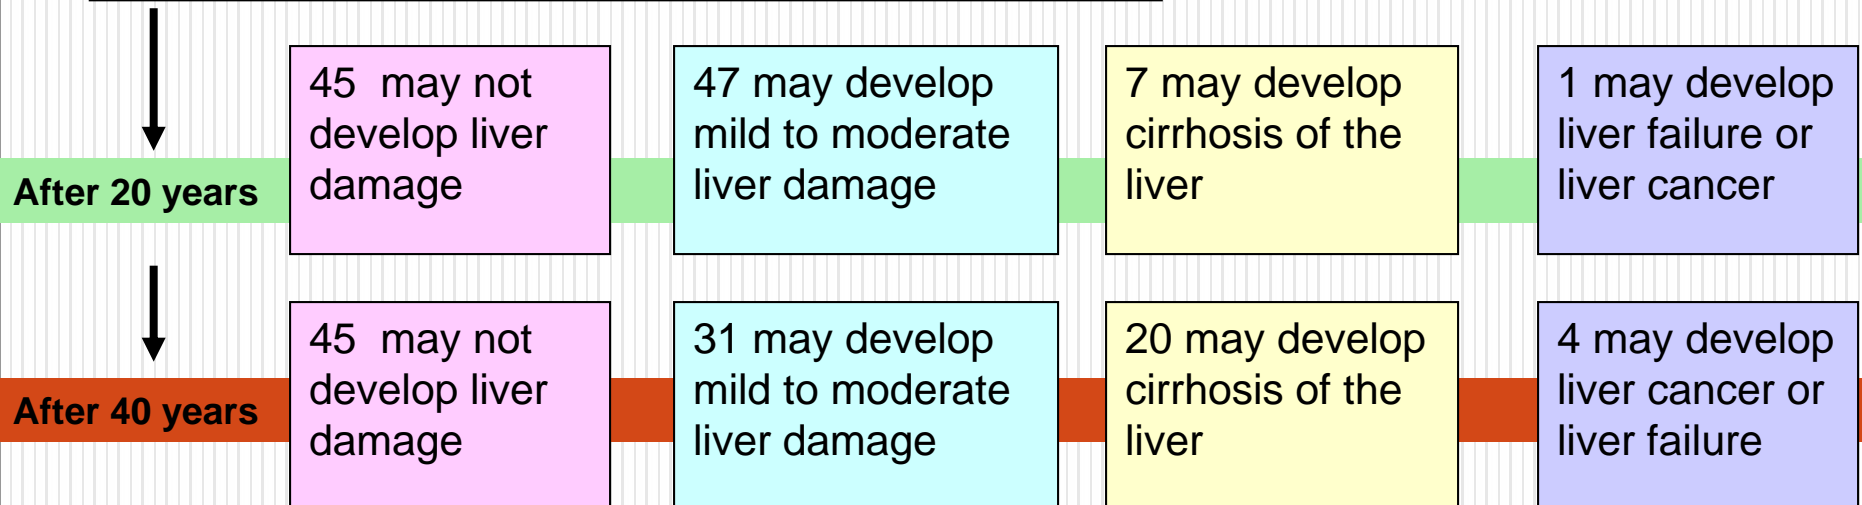 45  may not
develop liver
damage
47 may develop
mild to moderate
liver damage
7 may develop
cirrhosis of the
liver
1 may develop
liver failure or
liver cancer
After 20 years
45  may not
develop liver
damage
31 may develop
mild to moderate
liver damage
20 may develop
cirrhosis of the
liver
4 may develop
liver cancer or
liver failure
After 40 years